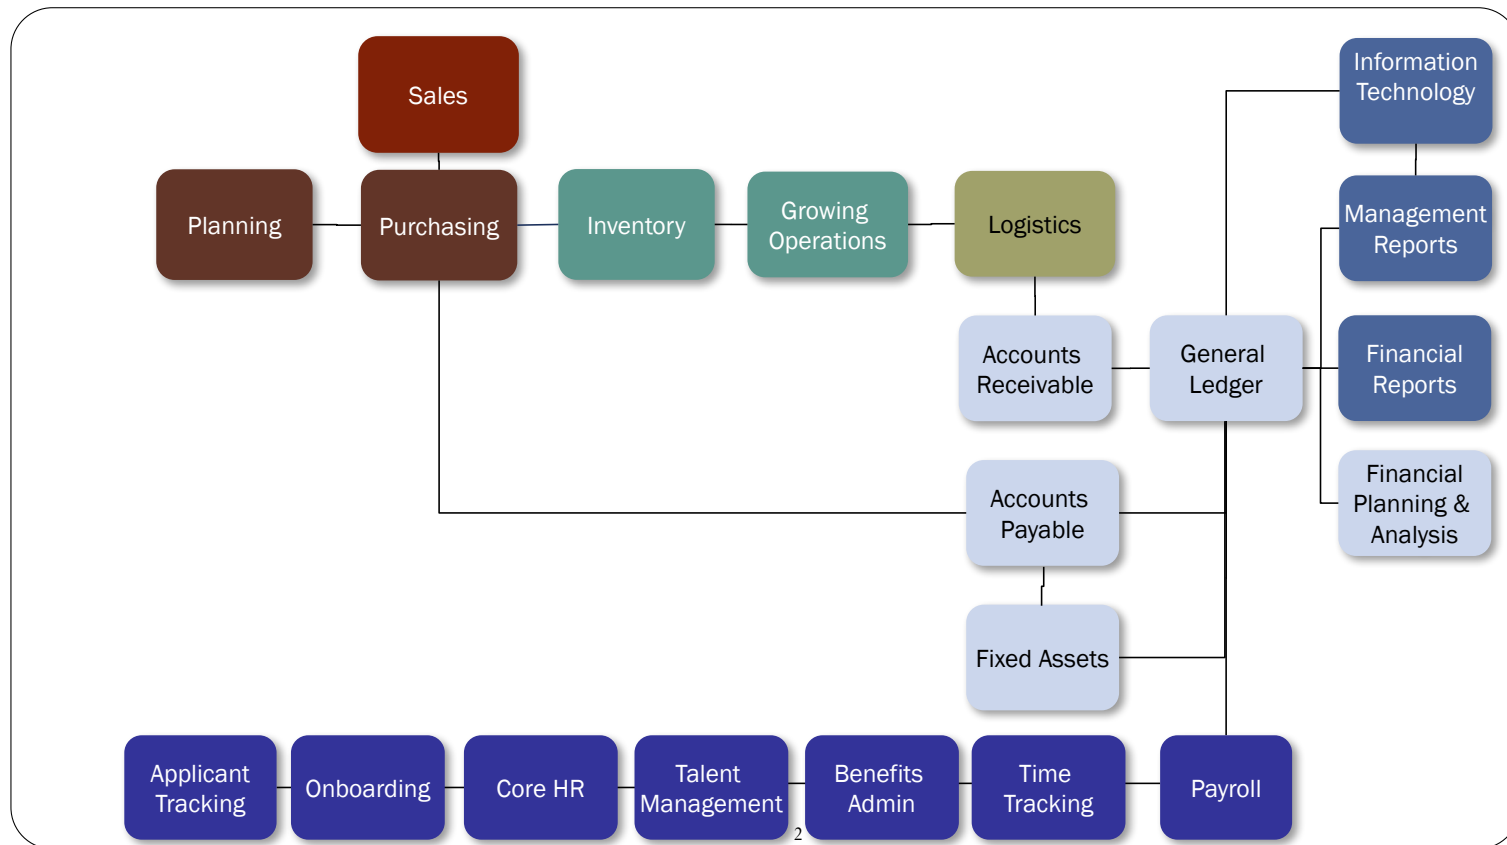 Sales
Information
Technology
Planning
Purchasing
Inventory
Growing
Operations
Logistics
Management
Reports
Accounts
Receivable
General
Ledger
Financial
Reports
Accounts
Payable
Financial
Planning &
Analysis
Fixed Assets
Applicant
Tracking
Onboarding
Core HR
Talent
Management
Benefits
Admin
Time
Tracking
Payroll
2